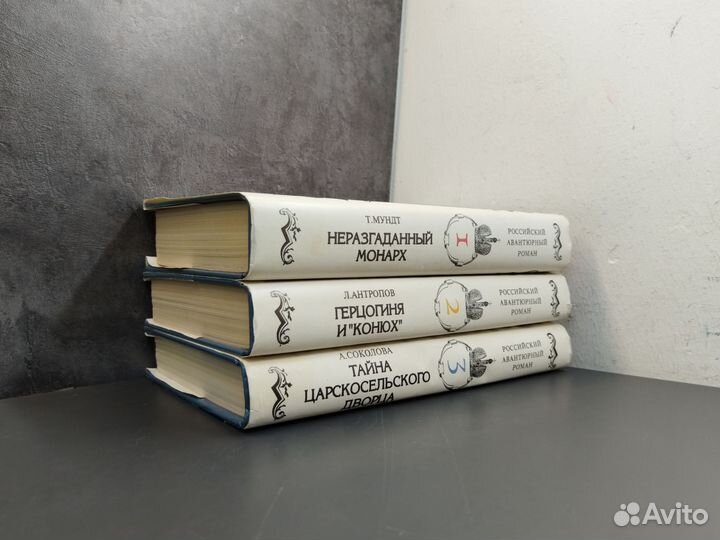 Т.МУНДТ
НЕРАЗГАДАННЫЙ
МОНАРХ
1
РОССИЙСКИЙ
АВАНТЮРНЫЙ
РОМАН
Л.АНТРОПОВ
ГЕРЦОГИНЯ
И "КОНЮХ"
2
РОССИЙСКИЙ
АВАНТЮРНЫЙ
РОМАН
А.СОКОЛОВА
ТАЙНА
ЦАРСКОСЕЛЬСКОГО
ДВОРЦА
3
РОССИЙСКИЙ
АВАНТЮРНЫЙ
РОМАН
Avito